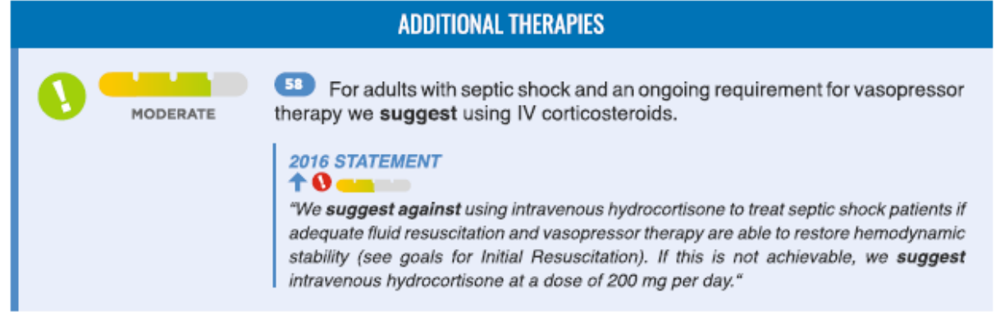 ADDITIONAL THERAPIES
MODERATE
58 For adults with septic shock and an ongoing requirement for vasopressor
therapy we suggest using IV corticosteroids.
2016 STATEMENT
"We suggest against using intravenous hydrocortisone to treat septic shock patients if
adequate fluid resuscitation and vasopressor therapy are able to restore hemodynamic
stability (see goals for Initial Resuscitation). If this is not achievable, we suggest
intravenous hydrocortisone at a dose of 200 mg per day."